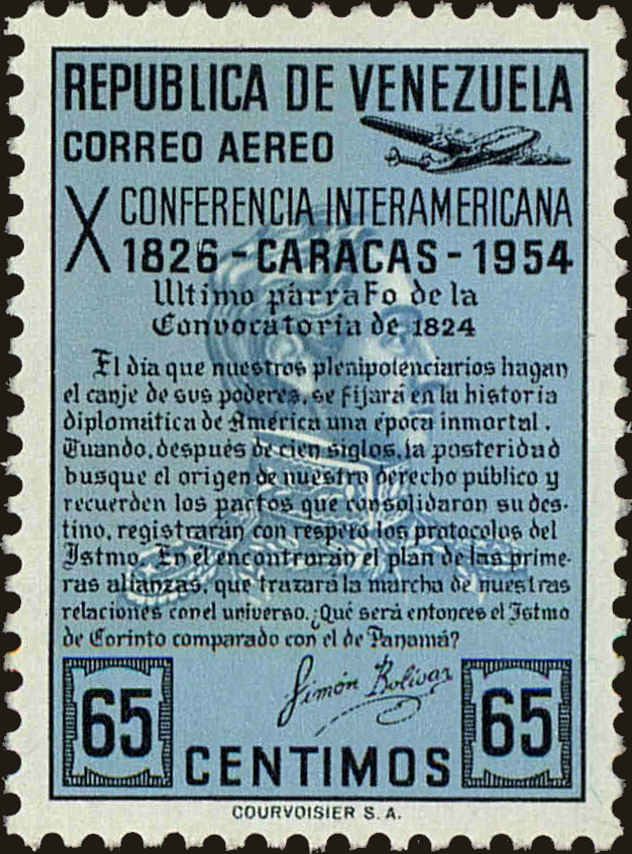 REPUBLICA DE VENEZUELA
CORREO AEREO
X CONFERENCIA INTERAMERICANA
1826 - CARACAS - 1954
Ultimo parraFo de la
Convocatoria de 1824
El día que nuestros plenipotenciarios hagan
el canje de sus poderes, se fijará en la historia
diplomática de América una época inmortal.
Cuando, después de cien siglos, la posteridad
busque el origen de nuestro derecho público y
recuerden los pactos que consolidaron su des-
tino, registrarán con respeto los protocolos del
Istmo. En él encontrarán el plan de las prime-
ras alianzas, que trazará la marcha de nuestras
relaciones con el universo. ¿Qué será entonces el Istmo
de Corinto comparado con el de Panamá?
Simón Bolívar
65 CENTIMOS 65
COURVOISIER S. A.